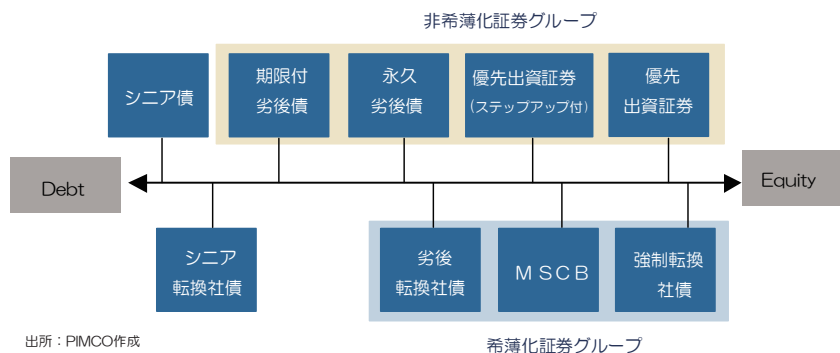 非希薄化証券グループ
シニア債
期限付
劣後債
永久
劣後債
優先出資証券
(ステップアップ付)
優先
出資証券
Debt
Equity
シニア
転換社債
劣後
転換社債
ＭＳＣＢ
強制転換
社債
出所：PIMCO作成
希薄化証券グループ